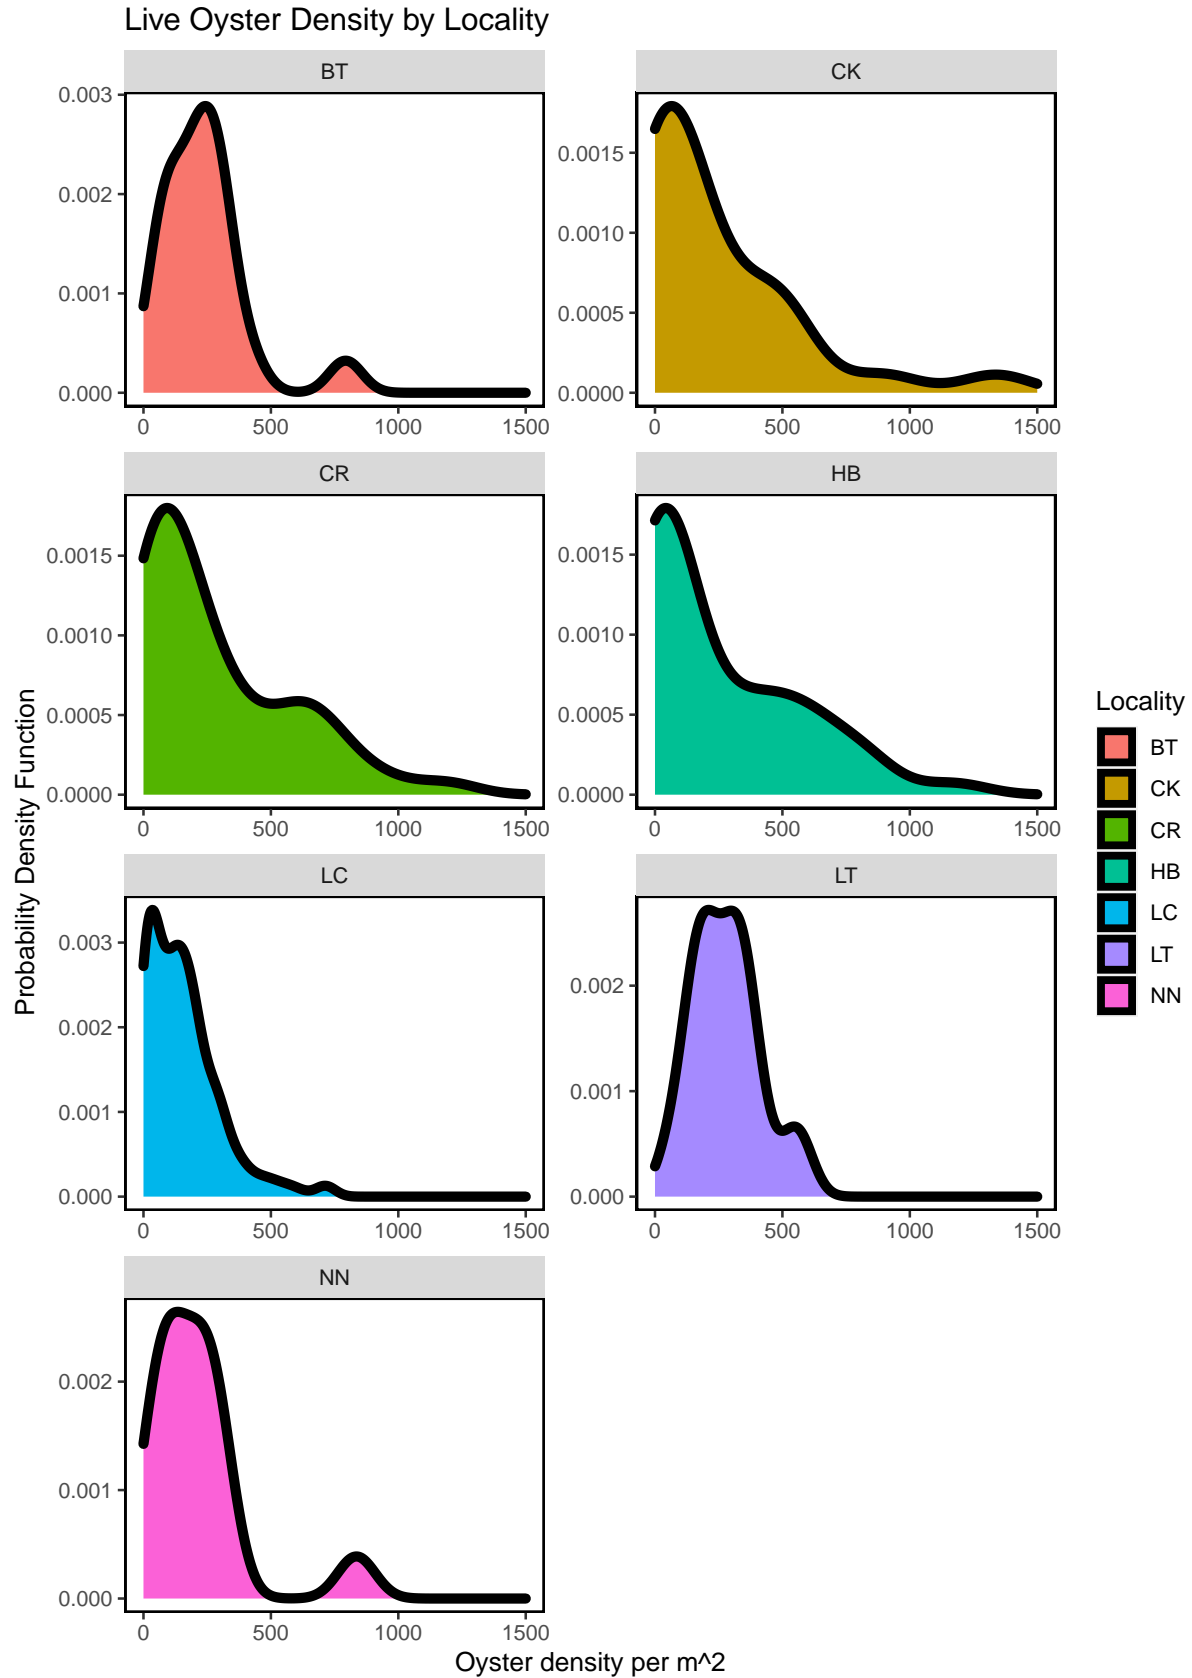 Live Oyster Density by Locality
BT
CK
0.003
0.002
0.001
0.000
0.0015
0.0010
0.0005
0.0000
0 500 1000 1500
0 500 1000 1500
CR
HB
0.0015
0.0010
0.0005
0.0000
0.0015
0.0010
0.0005
0.0000
0 500 1000 1500
0 500 1000 1500
LC
LT
0.003
0.002
0.001
0.000
0.002
0.001
0.000
0 500 1000 1500
0 500 1000 1500
NN
0.002
0.001
0.000
0 500 1000 1500
Oyster density per m^2
Probability Density Function
Locality
BT
CK
CR
HB
LC
LT
NN